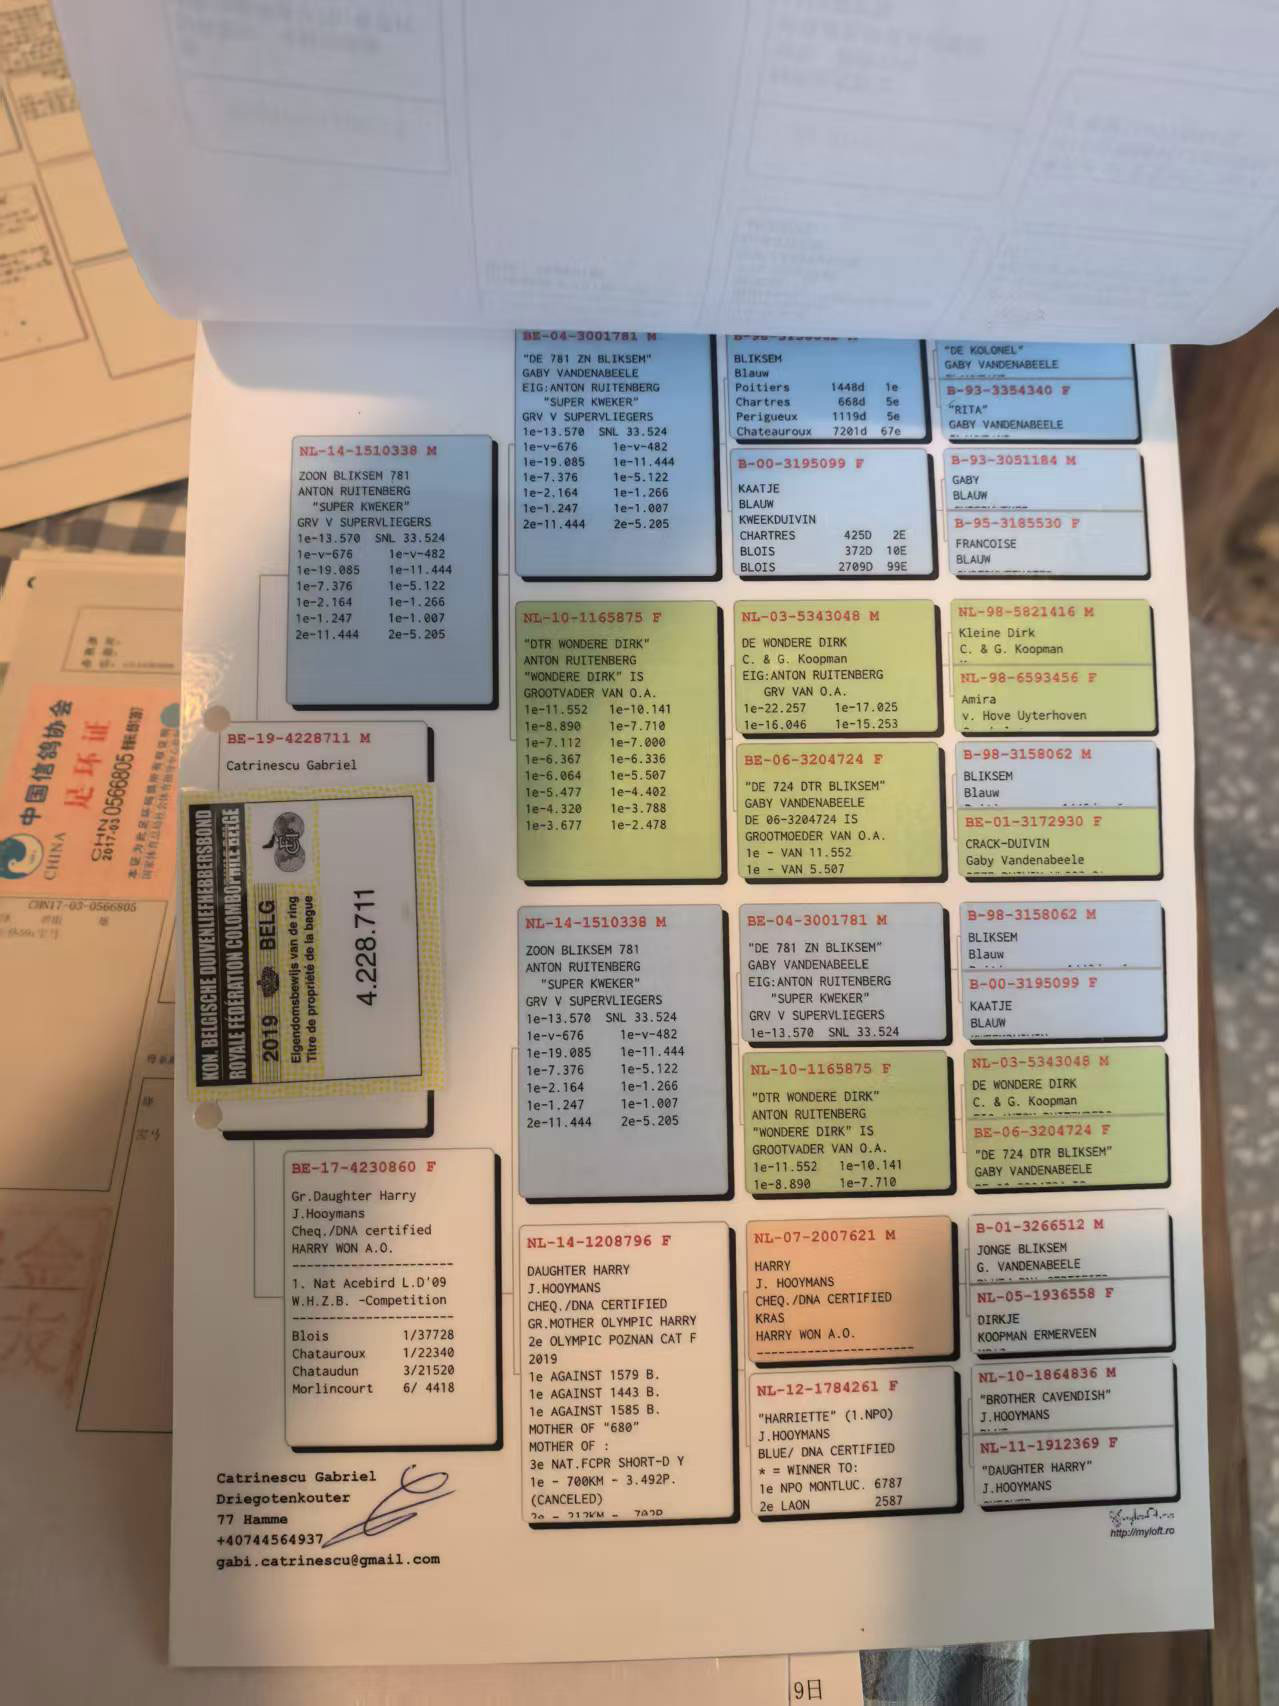 BE-04-3001781 M
"DE 781 ZN BLIKSEM"
GABY VANDENABEELE
EIG:ANTON RUITENBERG
"SUPER KWEKER"
GRV V SUPERVLIEGERS
1e-13.570 SNL 33.524
1e-v-676 1e-v-482
1e-19.085 1e-11.444
1e-7.376 1e-5.122
1e-2.164 1e-1.266
1e-1.247 1e-1.007
2e-11.444 2e-5.205
BLIKSEM
Blauw
Poitiers 1448d 1e
Chartres 668d 5e
Perigueux 1119d 5e
Chateauroux 7201d 67e
"DE KOLONEL"
GABY VANDENABEELE
B-93-3354340 F
"RITA"
GABY VANDENABEELE
B-00-3195099 F
KAATJE
BLAUW
KWEEKDUIVIN
CHARTRES 425D 2E
BLOIS 372D 10E
BLOIS 2709D 99E
B-93-3051184 M
GABY
BLAUW
B-95-3185530 F
FRANCOISE
BLAUW
NL-14-1510338 M
ZOON BLIKSEM 781
ANTON RUITENBERG
"SUPER KWEKER"
GRV V SUPERVLIEGERS
1e-13.570 SNL 33.524
1e-v-676 1e-v-482
1e-19.085 1e-11.444
1e-7.376 1e-5.122
1e-2.164 1e-1.266
1e-1.247 1e-1.007
2e-11.444 2e-5.205
NL-10-1165875 F
"DTR WONDERE DIRK"
ANTON RUITENBERG
"WONDERE DIRK" IS
GROOTVADER VAN O.A.
1e-11.552 1e-10.141
1e-8.890 1e-7.710
1e-7.112 1e-7.000
1e-6.367 1e-6.336
1e-6.064 1e-5.507
1e-5.477 1e-4.402
1e-4.320 1e-3.788
1e-3.677 1e-2.478
NL-03-5343048 M
DE WONDERE DIRK
C. & G. Koopman
EIG:ANTON RUITENBERG
GRV VAN O.A.
1e-22.257 1e-17.025
1e-16.046 1e-15.253
NL-98-5821416 M
Kleine Dirk
C. & G. Koopman
NL-98-6593456 F
Amira
v. Hove Uyterhoven
BE-06-3204724 F
"DE 724 DTR BLIKSEM"
GABY VANDENABEELE
DE 06-3204724 IS
GROOTMOEDER VAN O.A.
1e - VAN 11.552
1e - VAN 5.507
B-98-3158062 M
BLIKSEM
Blauw
BE-01-3172930 F
CRACK-DUIVIN
Gaby Vandenabeele
BE-19-4228711 M
Catrinescu Gabriel
KON. BELGISCHE DUIVENLIEFHEBBERSBOND
ROYALE FEDÉRATION COLOMBOPHILE BELGE
2019 BELG
Eigendomsbewijs van de ring
Titre de propriété de la bague
4.228.711
NL-14-1510338 M
ZOON BLIKSEM 781
ANTON RUITENBERG
"SUPER KWEKER"
GRV V SUPERVLIEGERS
1e-13.570 SNL 33.524
1e-v-676 1e-v-482
1e-19.085 1e-11.444
1e-7.376 1e-5.122
1e-2.164 1e-1.266
1e-1.247 1e-1.007
2e-11.444 2e-5.205
BE-04-3001781 M
"DE 781 ZN BLIKSEM"
GABY VANDENABEELE
EIG:ANTON RUITENBERG
"SUPER KWEKER"
GRV V SUPERVLIEGERS
1e-13.570 SNL 33.524
B-98-3158062 M
BLIKSEM
Blauw
B-00-3195099 F
KAATJE
BLAUW
NL-10-1165875 F
"DTR WONDERE DIRK"
ANTON RUITENBERG
"WONDERE DIRK" IS
GROOTVADER VAN O.A.
1e-11.552 1e-10.141
1e-8.890 1e-7.710
NL-03-5343048 M
DE WONDERE DIRK
C. & G. Koopman
BE-06-3204724 F
"DE 724 DTR BLIKSEM"
GABY VANDENABEELE
BE-17-4230860 F
Gr.Daughter Harry
J.Hooymans
Cheq./DNA certified
HARRY WON A.O.
1. Nat Acebird L.D'09
W.H.Z.B. -Competition
Blois 1/37728
Chatauroux 1/22340
Chataudun 3/21520
Morlincourt 6/ 4418
NL-14-1208796 F
DAUGHTER HARRY
J.HOOYMANS
CHEQ./DNA CERTIFIED
GR.MOTHER OLYMPIC HARRY
2e OLYMPIC POZNAN CAT F
2019
1e AGAINST 1579 B.
1e AGAINST 1443 B.
1e AGAINST 1585 B.
MOTHER OF "680"
MOTHER OF :
3e NAT.FCPR SHORT-D Y
1e - 700KM - 3.492P.
(CANCELED)
NL-07-2007621 M
HARRY
J. HOOYMANS
CHEQ./DNA CERTIFIED
KRAS
HARRY WON A.O.
B-01-3266512 M
JONGE BLIKSEM
G. VANDENABEELE
NL-05-1936558 F
DIRKJE
KOOPMAN ERMERVEEN
NL-12-1784261 F
"HARRIETTE" (1.NPO)
J.HOOYMANS
BLUE/ DNA CERTIFIED
* = WINNER TO:
1e NPO MONTLUC. 6787
2e LAON 2587
NL-10-1864836 M
"BROTHER CAVENDISH"
J.HOOYMANS
NL-11-1912369 F
"DAUGHTER HARRY"
J.HOOYMANS
Catrinescu Gabriel
Driegotenkouter
77 Hamme
+40744564937
gabi.catrinescu@gmail.com
http://myloft.ro
中国信鸽协会
足环证
CHINA
CHN
2017-03 0566805
CHN17-03-0566805
9日